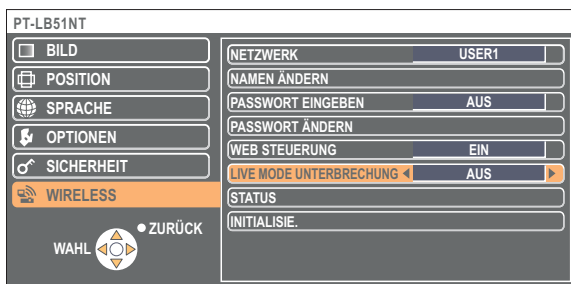 PT-LB51NT
BILD
POSITION
SPRACHE
OPTIONEN
SICHERHEIT
WIRELESS
ZURÜCK
WAHL
NETZWERK USER1
NAMEN ÄNDERN
PASSWORT EINGEBEN AUS
PASSWORT ÄNDERN
WEB STEUERUNG EIN
LIVE MODE UNTERBRECHUNG AUS
STATUS
INITIALISIE.